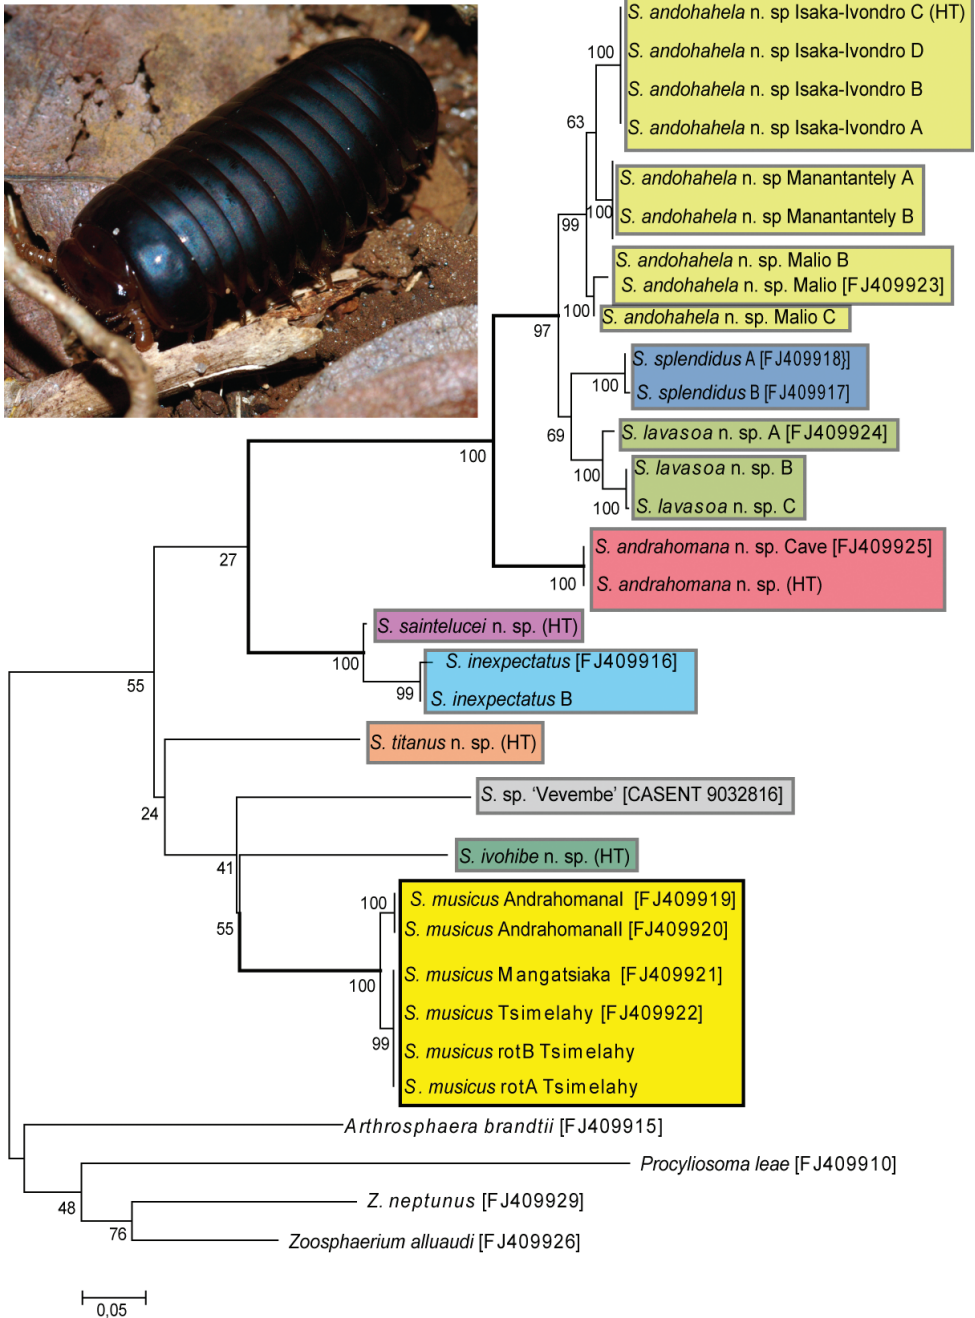 S. andohahela n. sp Isaka-Ivondro C (HT)
100
S. andohahela n. sp Isaka-Ivondro D
S. andohahela n. sp Isaka-Ivondro B
63
S. andohahela n. sp Isaka-Ivondro A
S. andohahela n. sp Manantantely A
100
S. andohahela n. sp Manantantely B
99
S. andohahela n. sp. Malio B
S. andohahela n. sp. Malio [FJ409923]
100
S. andohahela n. sp. Malio C
97
S. splendidus A [FJ409918}]
100
S. splendidus B [FJ409917]
69
S. lavasoa n. sp. A [FJ409924]
100
S. lavasoa n. sp. B
100
S. lavasoa n. sp. C
100
S. andrahomana n. sp. Cave [FJ409925]
100
S. andrahomana n. sp. (HT)
27
S. saintelucei n. sp. (HT)
100
S. inexpectatus [FJ409916]
99
S. inexpectatus B
55
S. titanus n. sp. (HT)
24
S. sp. ‘Vevembe’ [CASENT 9032816]
41
S. ivohibe n. sp. (HT)
55
100
S. musicus Andrahomanal [FJ409919]
S. musicus Andrahomanall [FJ409920]
100
S. musicus Mangatsiaka [FJ409921]
S. musicus Tsimelahy [FJ409922]
99
S. musicus rotB Tsimelahy
S. musicus rotA Tsimelahy
Arthrosphaera brandtii [FJ409915]
Procyliosoma leae [FJ409910]
48
Z. neptunus [FJ409929]
76
Zoosphaerium alluaudi [FJ409926]
0,05